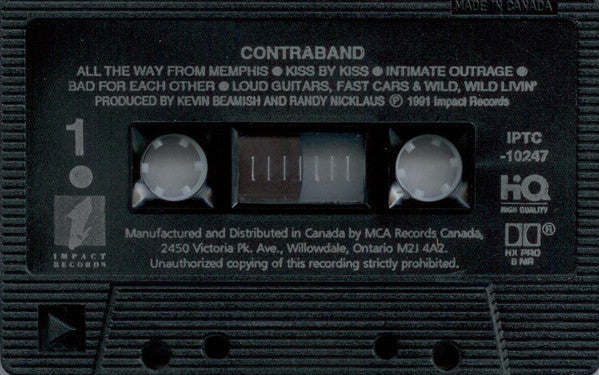 MADE IN CANADA
CONTRABAND
ALL THE WAY FROM MEMPHIS ● KISS BY KISS ● INTIMATE OUTRAGE ●
BAD FOR EACH OTHER ● LOUD GUITARS, FAST CARS & WILD, WILD LIVIN'
PRODUCED BY KEVIN BEAMISH AND RANDY NICKLAUS ℗ 1991 Impact Records
1
IPTC
-10247
HQ
HIGH QUALITY
IMPACT
RECORDS
Manufactured and Distributed in Canada by MCA Records Canada,
2450 Victoria Pk. Ave., Willowdale, Ontario M2J 4A2.
Unauthorized copying of this recording strictly prohibited.
®
HX PRO
B NR